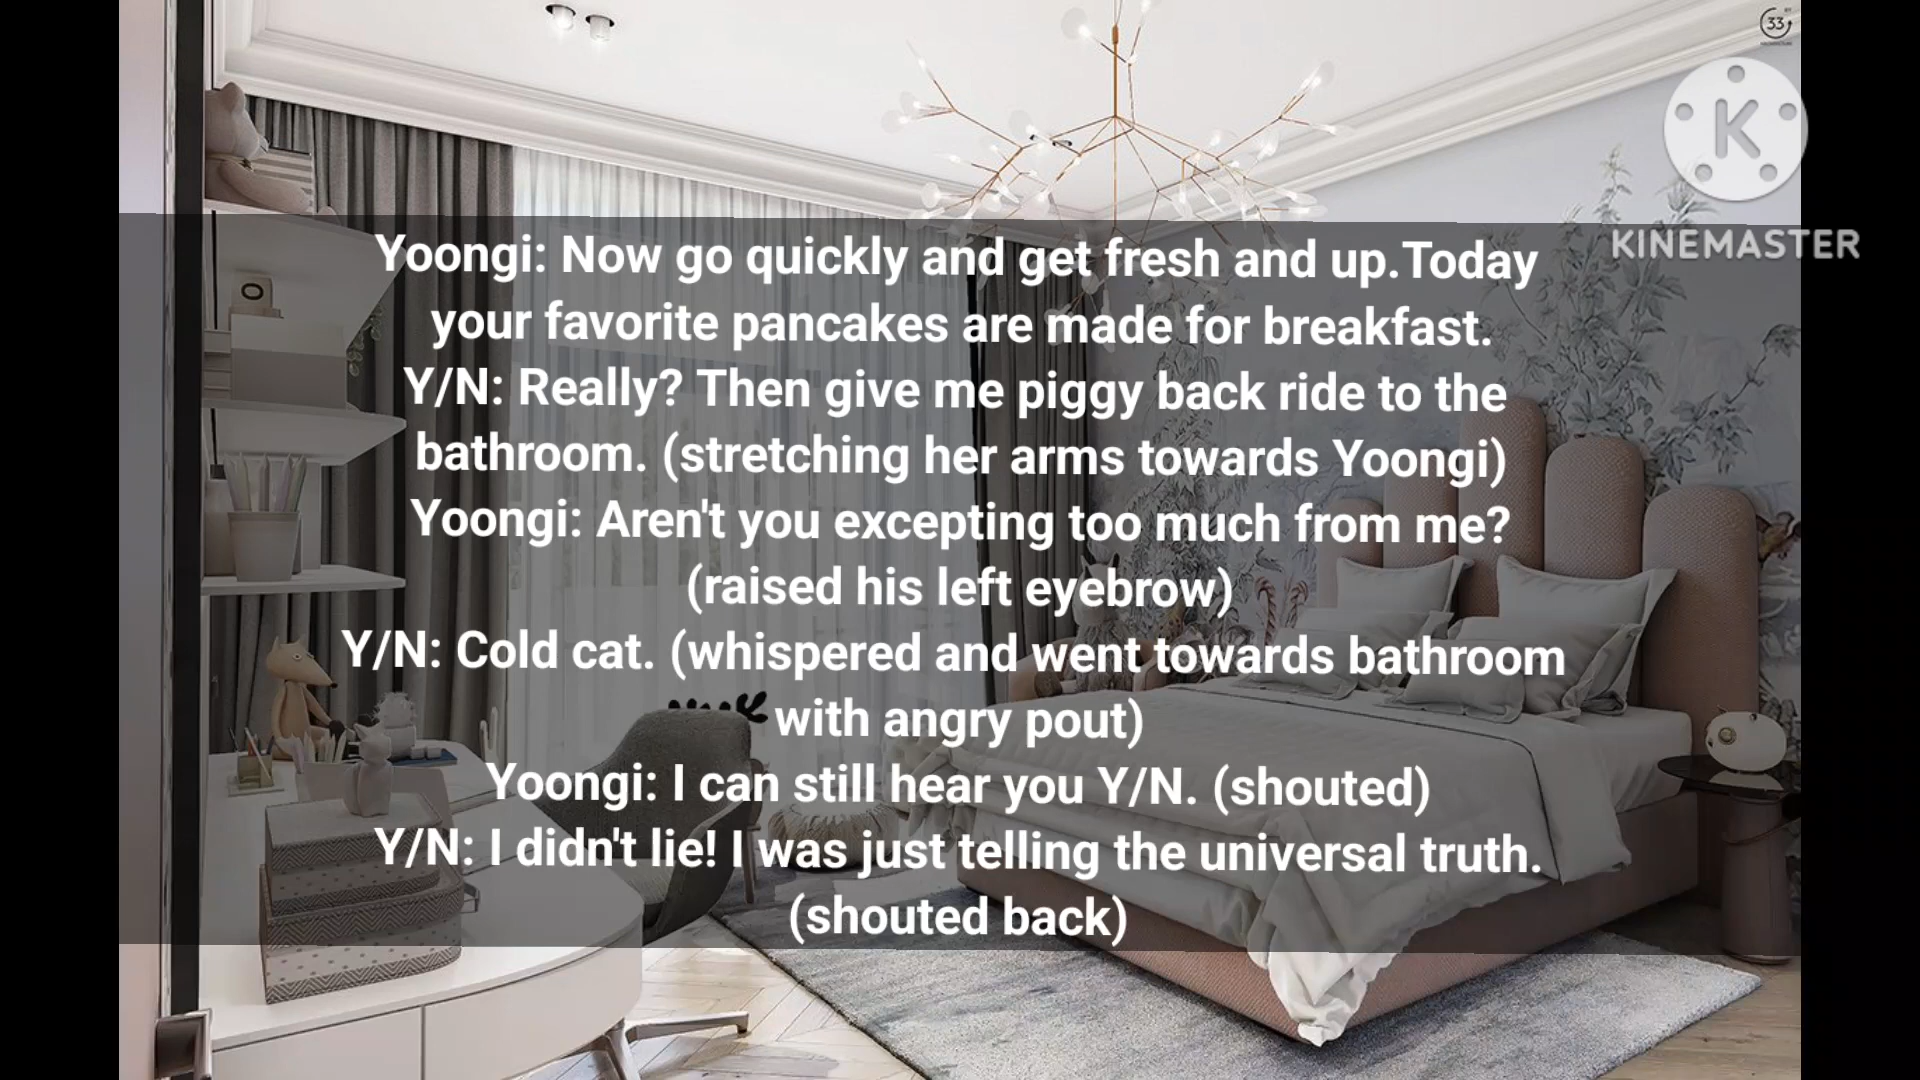 33
KINEMASTER
Yoongi: Now go quickly and get fresh and up.Today
your favorite pancakes are made for breakfast.
Y/N: Really? Then give me piggy back ride to the
bathroom. (stretching her arms towards Yoongi)
Yoongi: Aren't you excepting too much from me?
(raised his left eyebrow)
Y/N: Cold cat. (whispered and went towards bathroom
with angry pout)
Yoongi: I can still hear you Y/N. (shouted)
Y/N: I didn't lie! I was just telling the universal truth.
(shouted back)